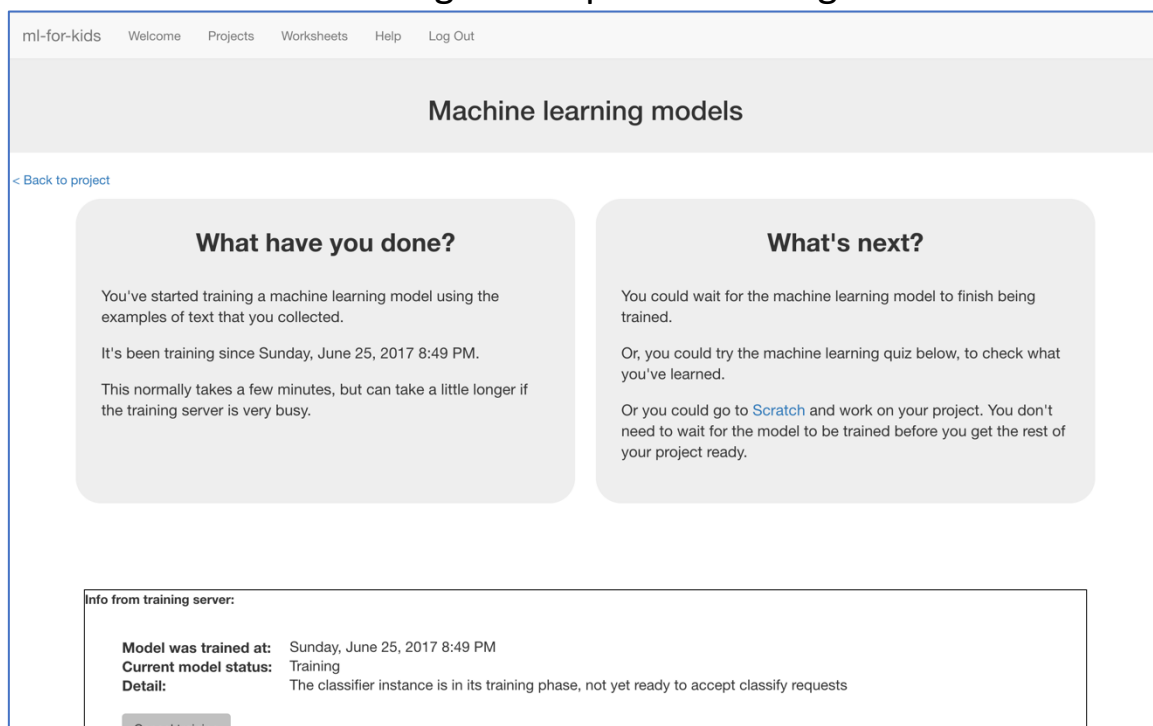 ml-for-kids Welcome Projects Worksheets Help Log Out
Machine learning models
< Back to project
What have you done?
You've started training a machine learning model using the
examples of text that you collected.
It's been training since Sunday, June 25, 2017 8:49 PM.
This normally takes a few minutes, but can take a little longer if
the training server is very busy.
What's next?
You could wait for the machine learning model to finish being
trained.
Or, you could try the machine learning quiz below, to check what
you've learned.
Or you could go to Scratch and work on your project. You don't
need to wait for the model to be trained before you get the rest of
your project ready.
Info from training server:
Model was trained at: Sunday, June 25, 2017 8:49 PM
Current model status: Training
Detail: The classifier instance is in its training phase, not yet ready to accept classify requests